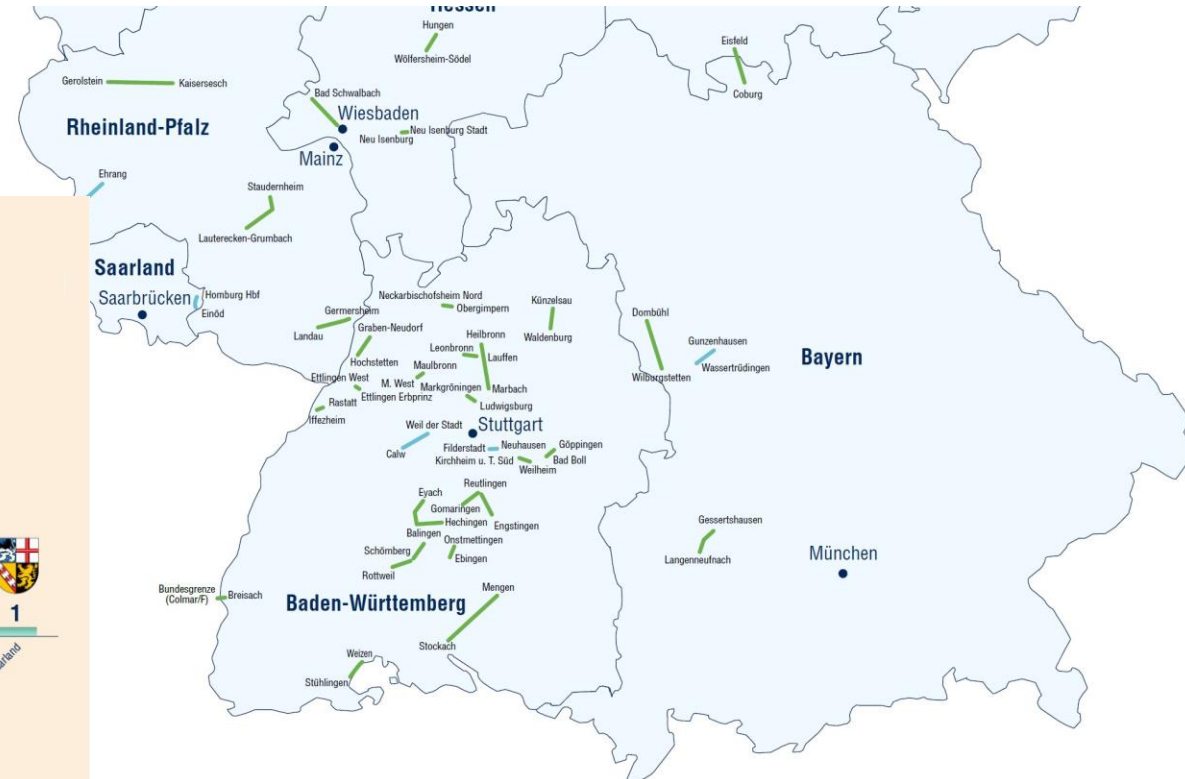 Hessen
Hungen
Wölfersheim-Södel
Eisfeld
Coburg
Gerolstein
Kaisersesch
Bad Schwalbach
Wiesbaden
Rheinland-Pfalz
Neu Isenburg Stadt
Neu Isenburg
Mainz
Ehrang
Staudernheim
Lauterecken-Grumbach
Saarland
Saarbrücken
Homburg Hbf
Einöd
Neckarbischofsheim Nord
Obergimpern
Künzelsau
Waldenburg
Germersheim
Landau
Graben-Neudorf
Hochstetten
Heilbronn
Leonbronn
Lauffen
Maulbronn
M. West
Marbach
Markgröningen
Ludwigsburg
Ettlingen West
Ettlingen Erbprinz
Rastatt
Iffezheim
Dombühl
Wilburgstetten
Gunzenhausen
Wassertrüdingen
Bayern
Weil der Stadt
Calw
Stuttgart
Filderstadt
Neuhausen
Göppingen
Bad Boll
Kirchheim u. T. Süd
Weilheim
Reutlingen
Gomaringen
Engstingen
Eyach
Hechingen
Balingen
Onstmettingen
Ebingen
Schömberg
Rottweil
Gessertshausen
Langenneufnach
München
Bundesgrenze
(Colmar/F)
Breisach
Baden-Württemberg
Mengen
Stockach
Weizen
Stühlingen
1